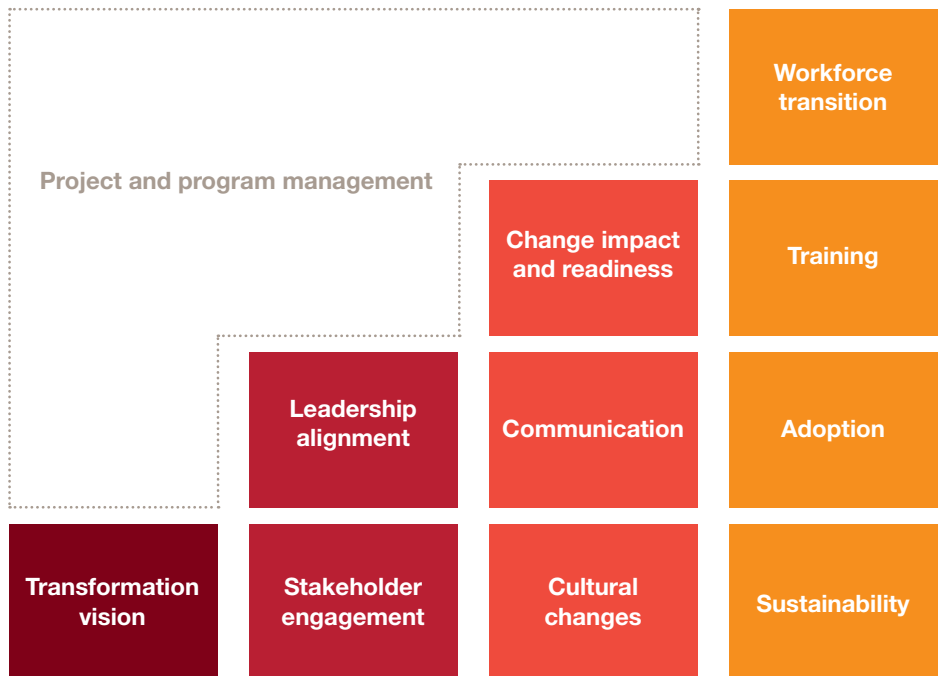 Workforce
transition
Project and program management
Change impact
and readiness
Training
Leadership
alignment
Communication
Adoption
Transformation
vision
Stakeholder
engagement
Cultural
changes
Sustainability